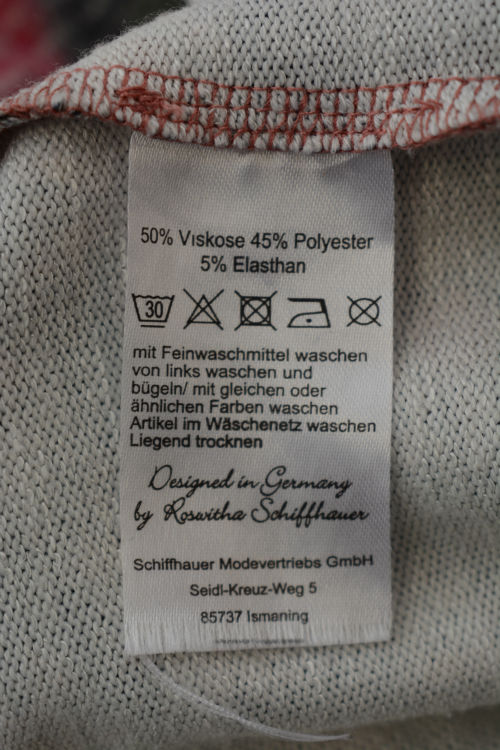 50% Viskose 45% Polyester
5% Elasthan
30
mit Feinwaschmittel waschen
von links waschen und
bügeln/ mit gleichen oder
ähnlichen Farben waschen
Artikel im Wäschenetz waschen
Liegend trocknen
Designed in Germany
by Roswitha Schiffhauer
Schiffhauer Modevertriebs GmbH
Seidl-Kreuz-Weg 5
85737 Ismaning